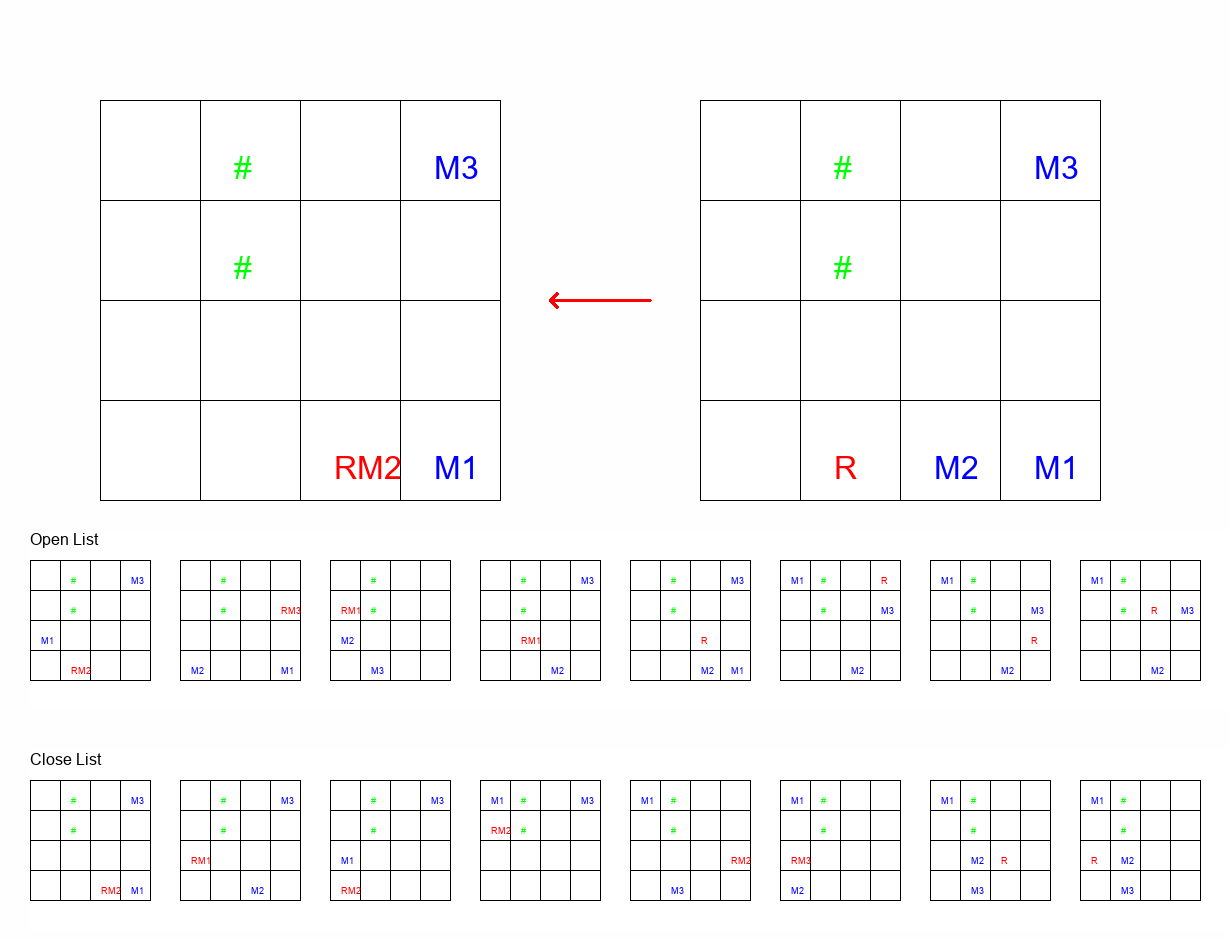 # M3 # M3
# #
RM2 M1 R M2 M1
Open List
# M3 # # # M3 # M3 M1 # R M1 # M1 #
# # RM3 RM1 # # # # M3 # M3 # R M3
M1 M2 RM1 R R
RM2 M2 M1 M3 M2 M2 M1 M2 M2 M2
Close List
# M3 # M3 # M3 M1 # M3 M1 # M1 # M1 # M1 #
# # # RM2 # # # # #
RM1 M1 RM2 RM3 M2 R R M2
RM2 M1 M2 RM2 M3 M2 M3 M3